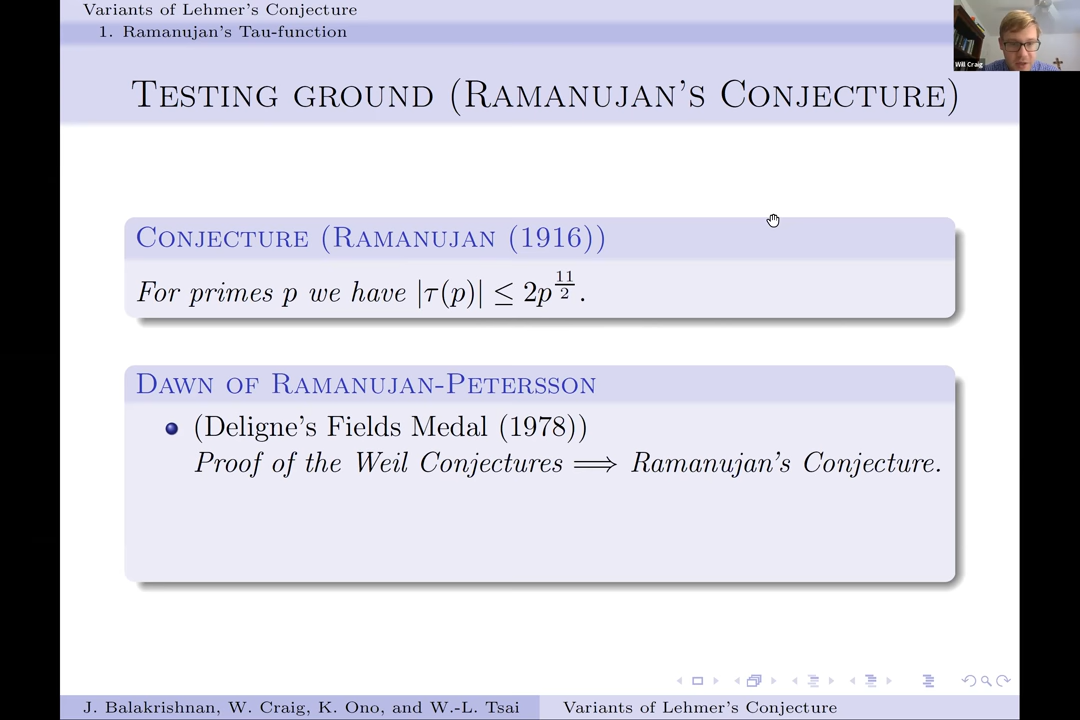 Variants of Lehmer's Conjecture
1. Ramanujan's Tau-function
Testing ground (Ramanujan's Conjecture)
Will Craig
Conjecture (Ramanujan (1916))
For primes p we have |τ(p)| ≤ 2p^{11/2}.
Dawn of Ramanujan-Petersson
(Deligne's Fields Medal (1978))
Proof of the Weil Conjectures ⟹ Ramanujan's Conjecture.
J. Balakrishnan, W. Craig, K. Ono, and W.-L. Tsai
Variants of Lehmer's Conjecture